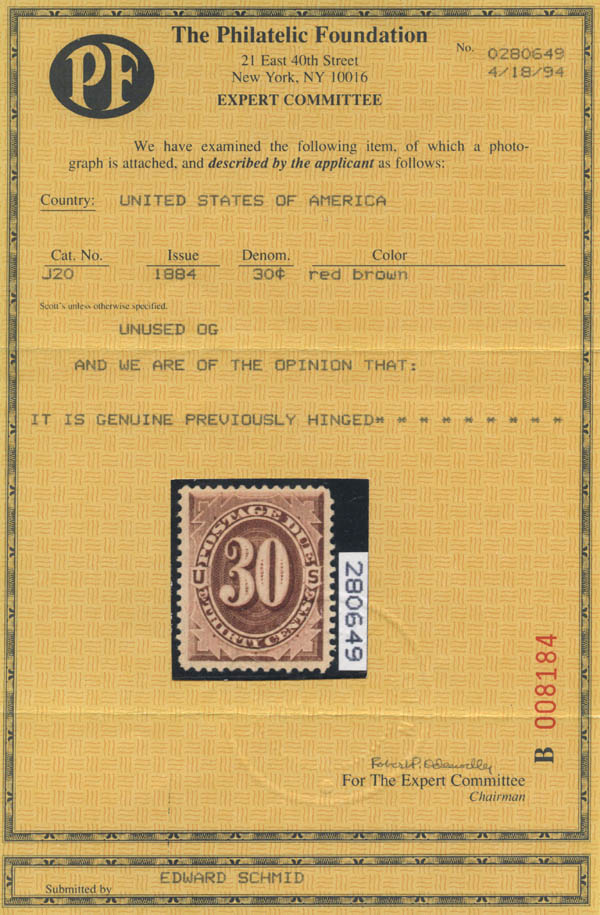 PF
The Philatelic Foundation
21 East 40th Street
New York, NY 10016
EXPERT COMMITTEE
No. 0280649
4/18/94
We have examined the following item, of which a photo-
graph is attached, and described by the applicant as follows:
Country: UNITED STATES OF AMERICA
Cat. No. Issue Denom. Color
J20 1884 30¢ red brown
Scott's unless otherwise specified.
UNUSED OG
AND WE ARE OF THE OPINION THAT:
IT IS GENUINE PREVIOUSLY HINGED* * * * * * * * * *
POSTAGE DUE
U 30 S
THIRTY CENTS
280649
B 008184
For The Expert Committee
Chairman
Submitted by EDWARD SCHMID